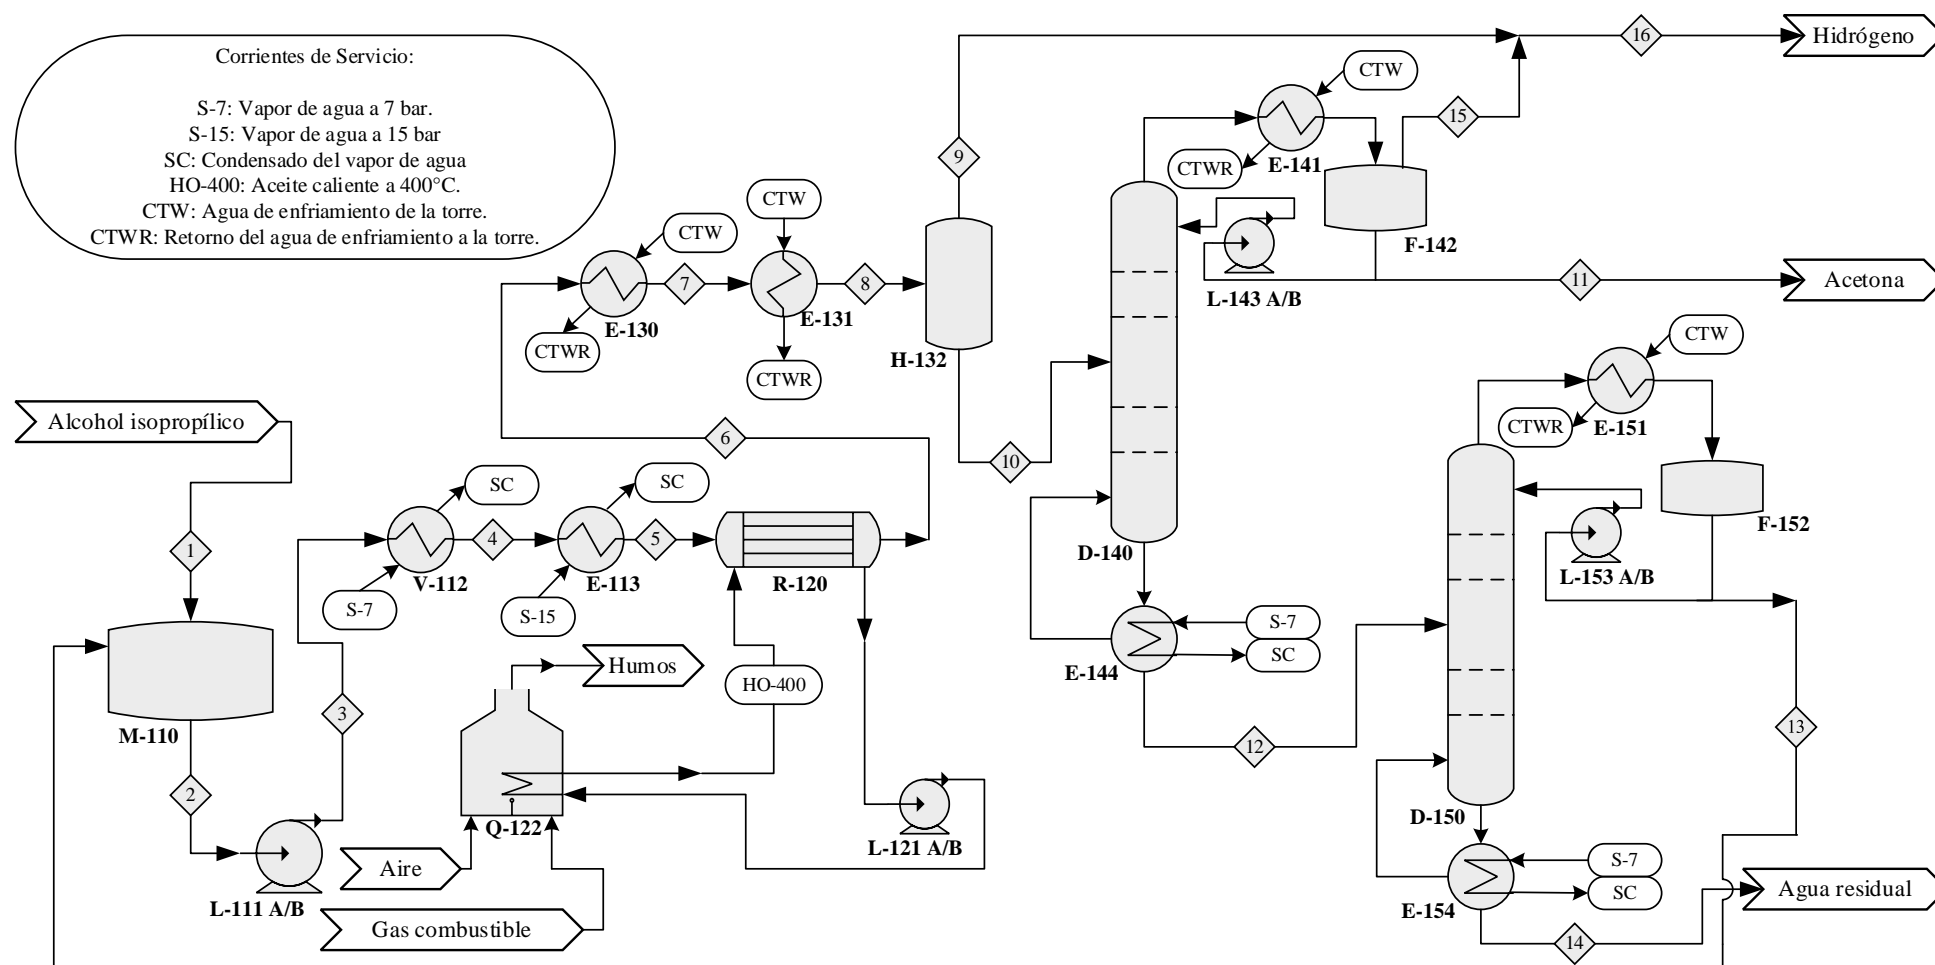 Corrientes de Servicio:
S-7: Vapor de agua a 7 bar.
S-15: Vapor de agua a 15 bar
SC: Condensado del vapor de agua
HO-400: Aceite caliente a 400°C.
CTW: Agua de enfriamiento de la torre.
CTWR: Retorno del agua de enfriamiento a la torre.
16
Hidrógeno
CTW
15
E-141
CTWR
9
CTW
CTW
F-142
7
8
E-130
E-131
CTWR
CTWR
H-132
L-143 A/B
11
Acetona
CTW
CTWR
E-151
Alcohol isopropílico
6
10
SC
SC
1
4
5
V-112
E-113
R-120
D-140
S-7
S-15
F-152
L-153 A/B
S-7
SC
E-144
Humos
HO-400
M-110
3
12
13
2
Q-122
L-121 A/B
D-150
Aire
S-7
SC
E-154
Agua residual
L-111 A/B
Gas combustible
14